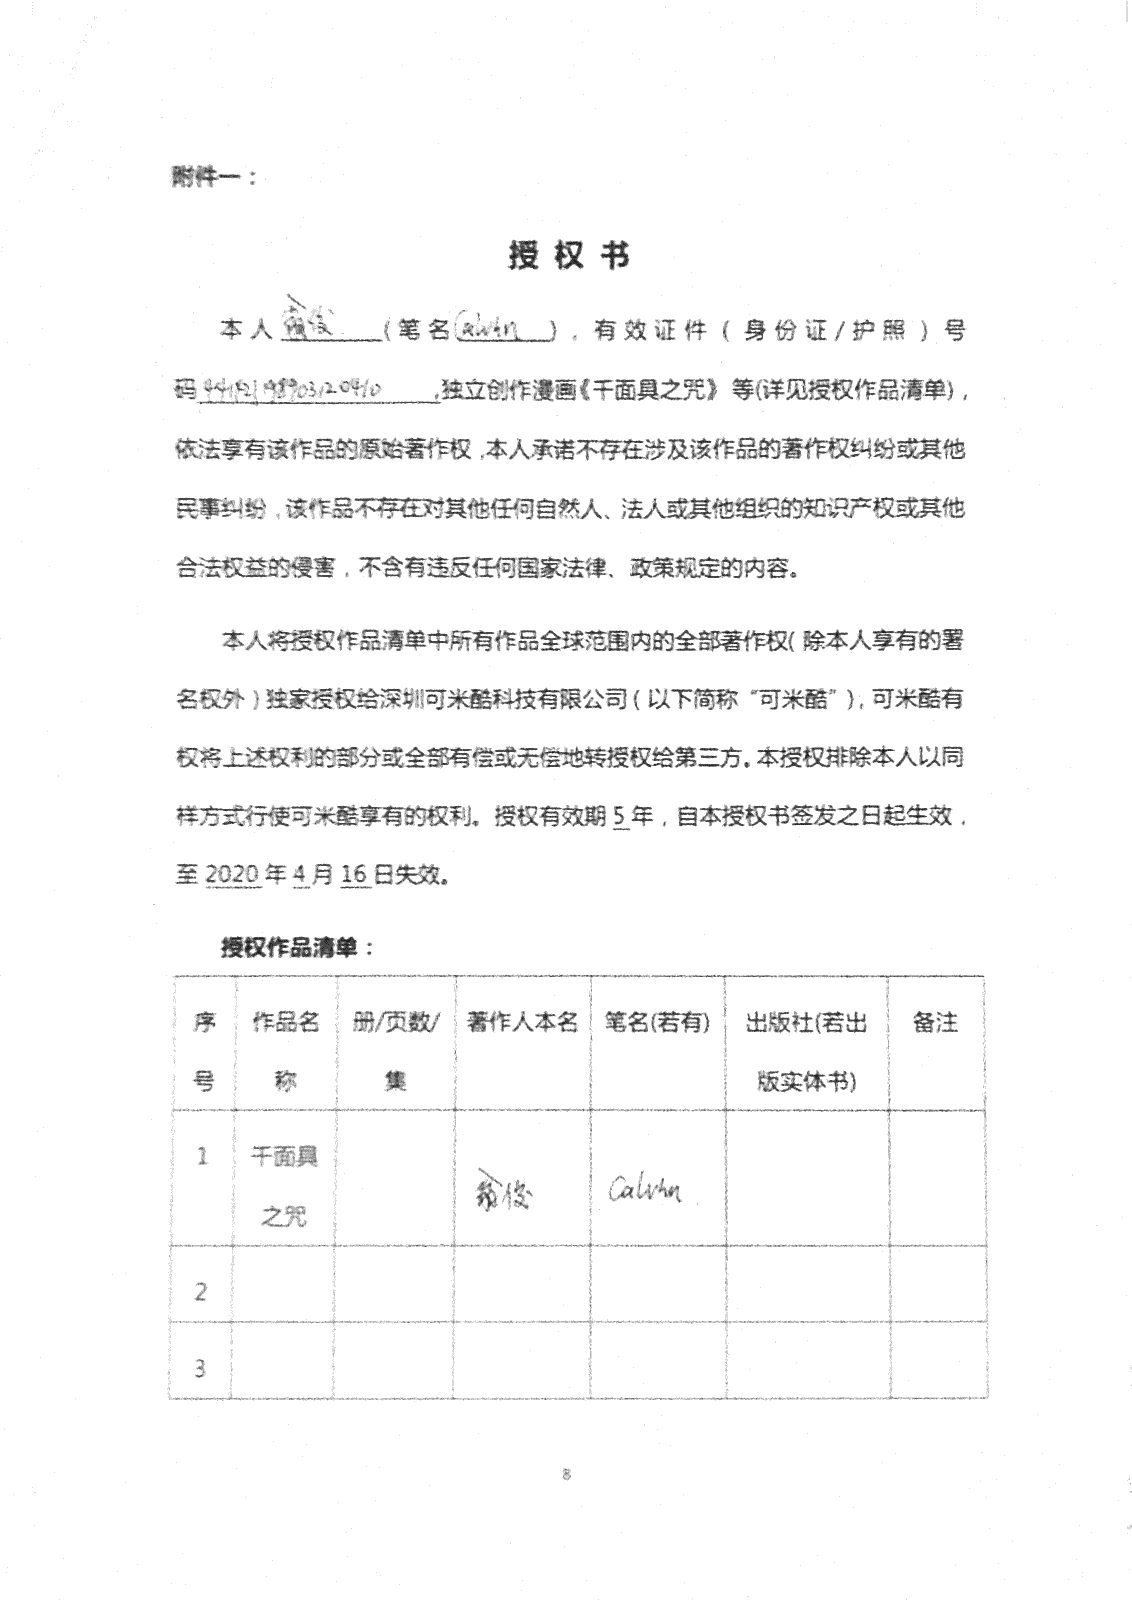 附件一：
授 权 书
本人 俊 (笔名 Calvin )，有效证件（身份证/护照）号
码 ,独立创作漫画《千面具之咒》等(详见授权作品清单)，
依法享有该作品的原始著作权,本人承诺不存在涉及该作品的著作权纠纷或其他
民事纠纷,该作品不存在对其他任何自然人、法人或其他组织的知识产权或其他
合法权益的侵害，不含有违反任何国家法律、政策规定的内容。
本人将授权作品清单中所有作品全球范围内的全部著作权(除本人享有的署
名权外)独家授权给深圳可米酷科技有限公司(以下简称“可米酷”),可米酷有
权将上述权利的部分或全部有偿或无偿地转授权给第三方。本授权排除本人以同
样方式行使可米酷享有的权利。授权有效期 5 年，自本授权书签发之日起生效，
至 2020 年 4 月 16 日失效。
授权作品清单：
序号 作品名称 册/页数/集 著作人本名 笔名(若有) 出版社(若出版实体书) 备注
1 千面具之咒 俊 Calvin
2
3
8